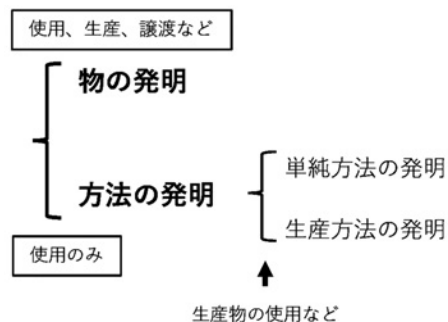 使用、生産、譲渡など
物の発明
方法の発明
単純方法の発明
生産方法の発明
使用のみ
生産物の使用など